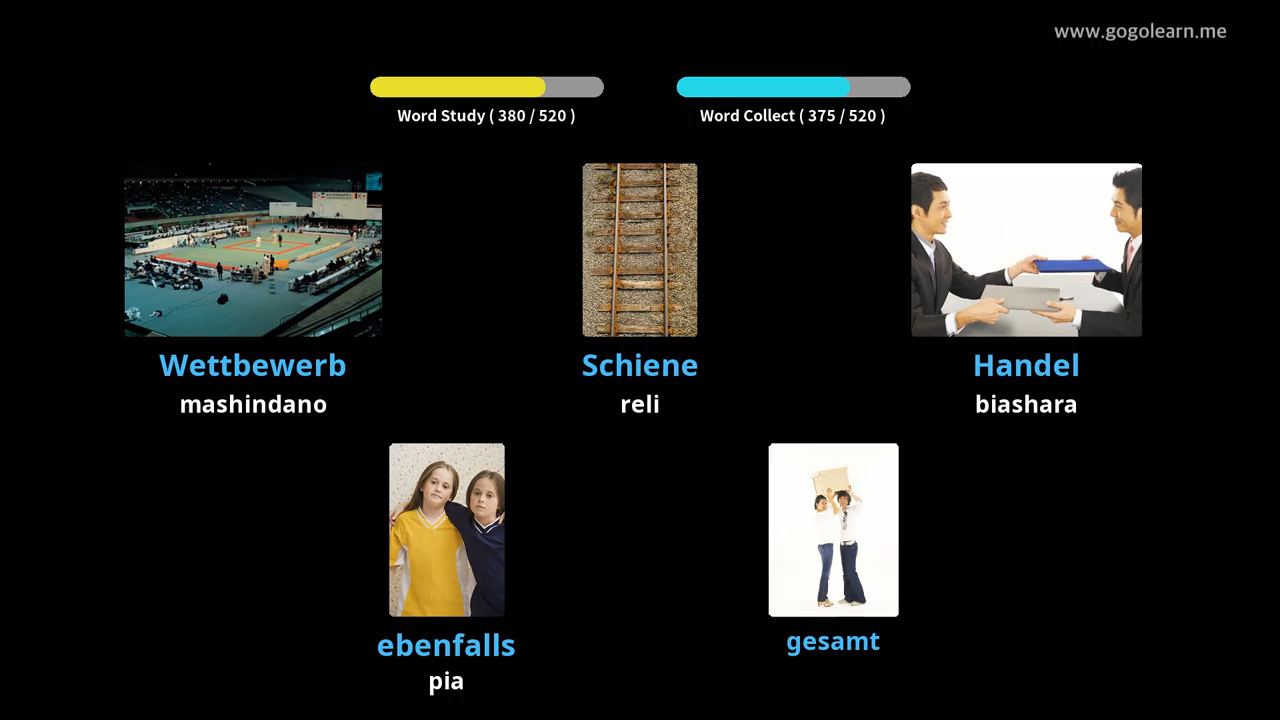 www.gogolearn.me
Word Study ( 380 / 520 )
Word Collect ( 375 / 520 )
Wettbewerb
mashindano
Schiene
reli
Handel
biashara
ebenfalls
pia
gesamt